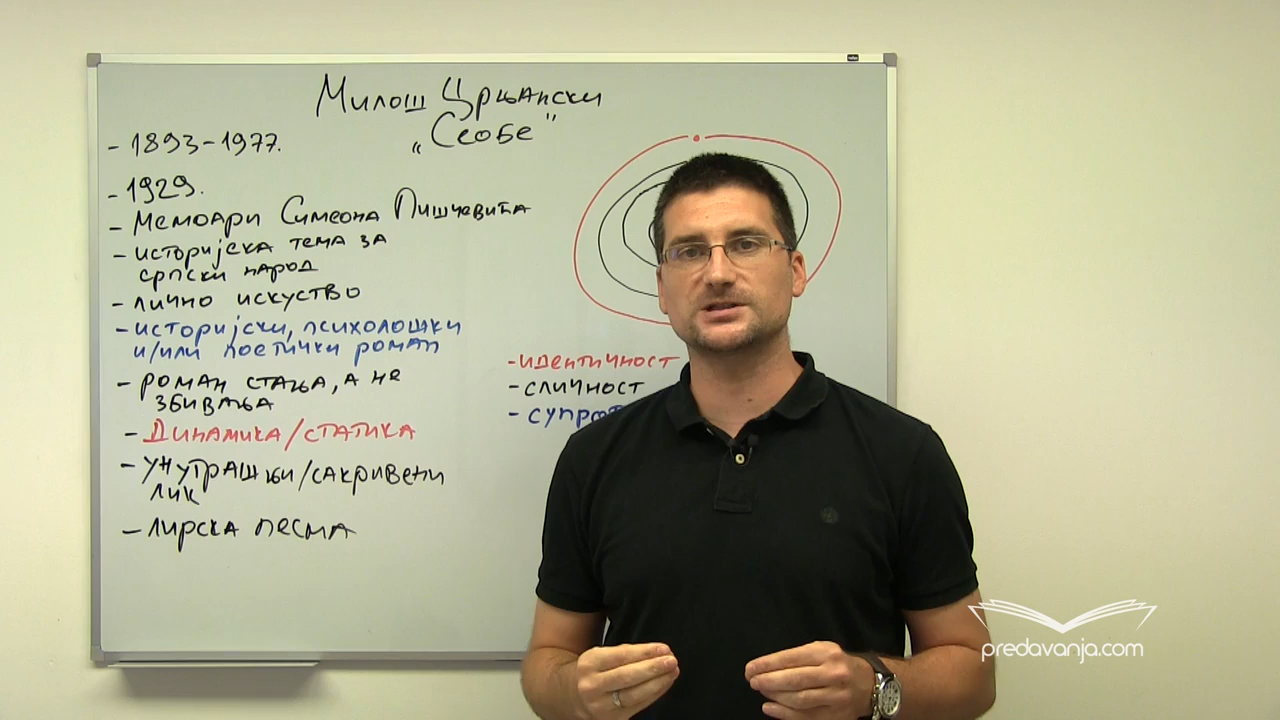 Милош Црњански
„Сеобе"
- 1893-1977.
- 1929.
- Мемоари Симеона Пишчевића
- историјска тема за
српски народ
- лично искуство
- историјски, психолошки
и/или поетички роман
- роман стања, а не
збивања
- Динамика/статика
- унутрашњи/сакривени
лик
- лирска песма
- идентичност
- сличност
predavanja.com